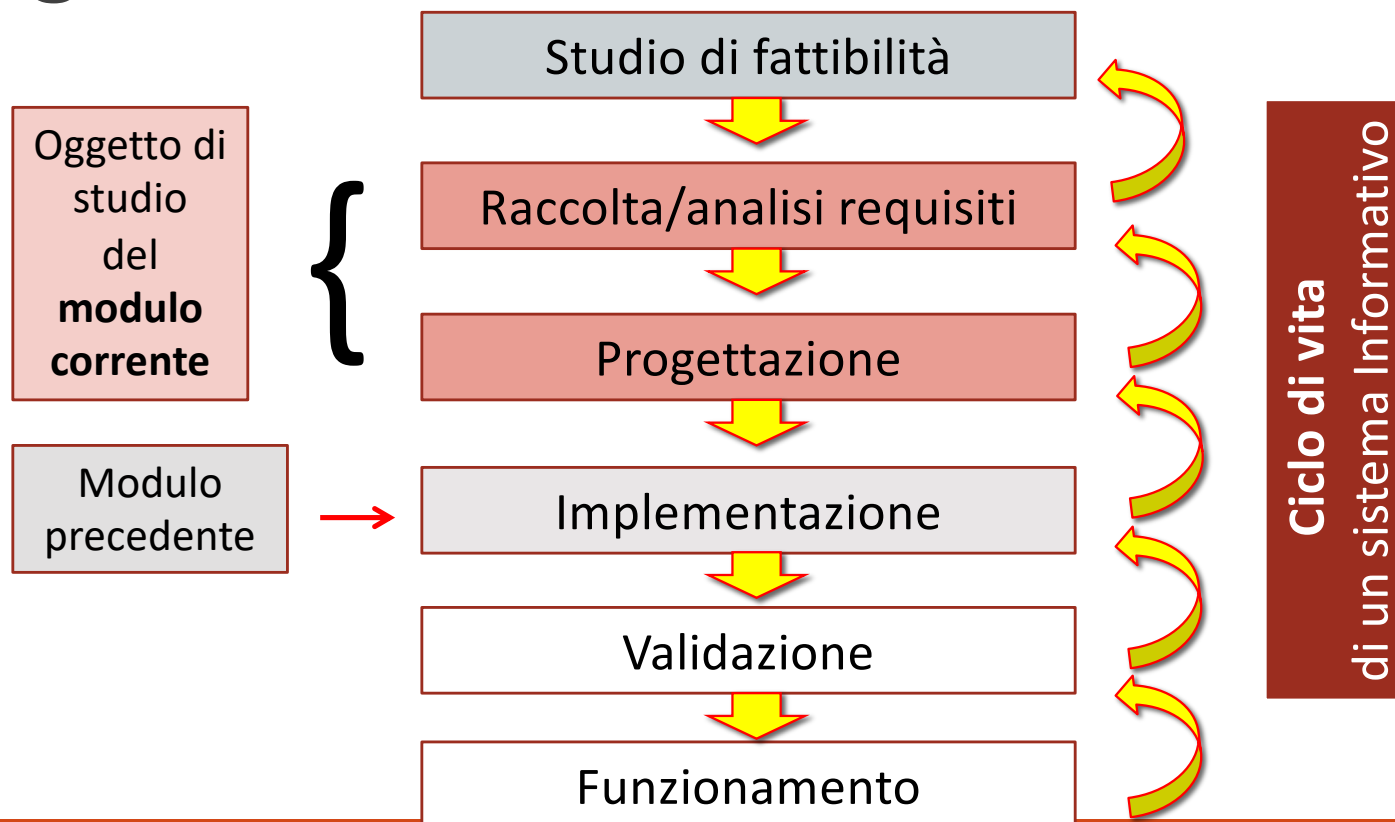 Studio di fattibilità
Oggetto di
studio
del
modulo
corrente
{
Raccolta/analisi requisiti
Progettazione
Modulo
precedente
Implementazione
Validazione
Funzionamento
Ciclo di vita
di un sistema Informativo